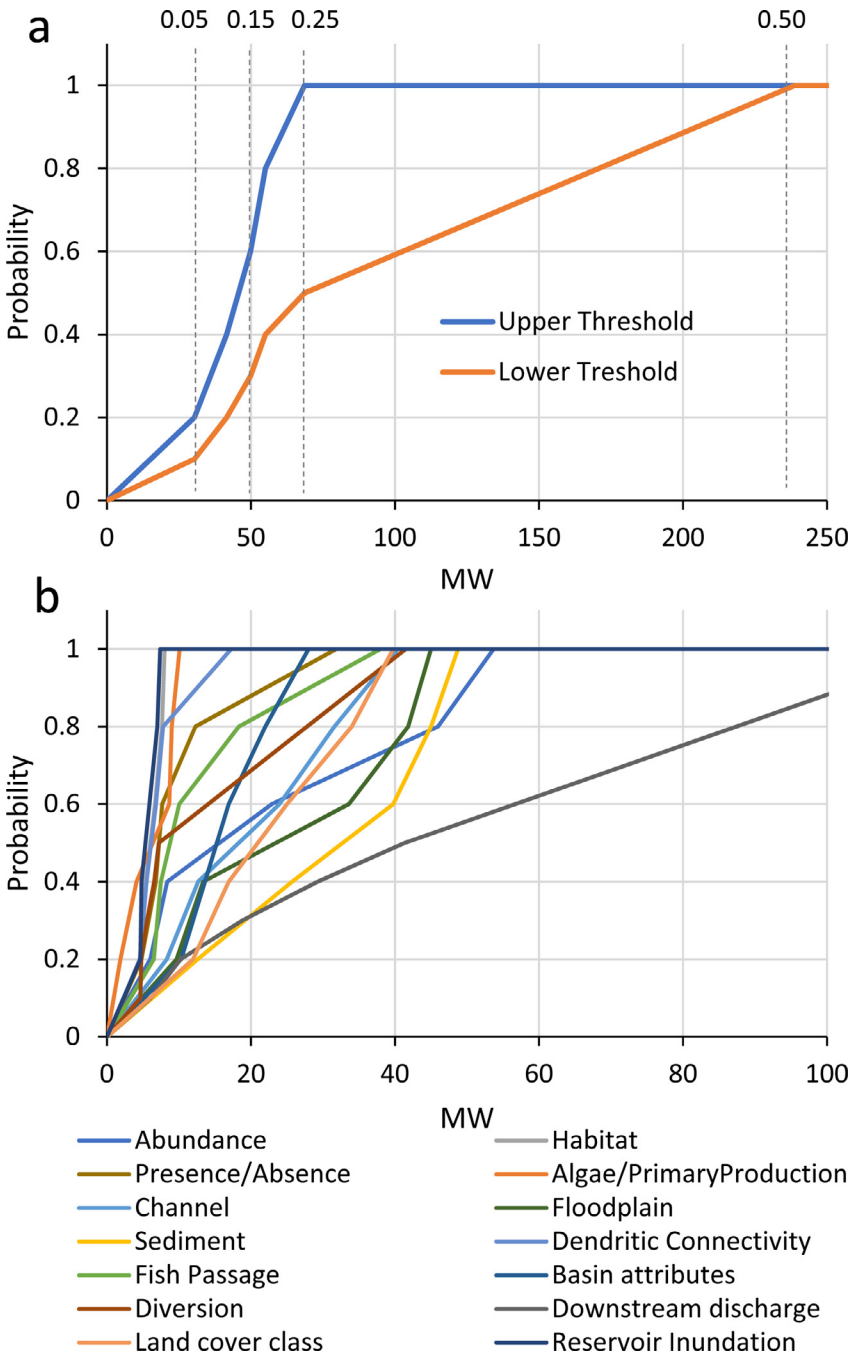 a
0.05 0.15 0.25 0.50
1
0.8
0.6
0.4
0.2
0
Probability
Upper Threshold
Lower Treshold
0 50 100 150 200 250
MW
b
1
0.8
0.6
0.4
0.2
0
Probability
0 20 40 60 80 100
MW
Abundance Habitat
Presence/Absence Algae/PrimaryProduction
Channel Floodplain
Sediment Dendritic Connectivity
Fish Passage Basin attributes
Diversion Downstream discharge
Land cover class Reservoir Inundation